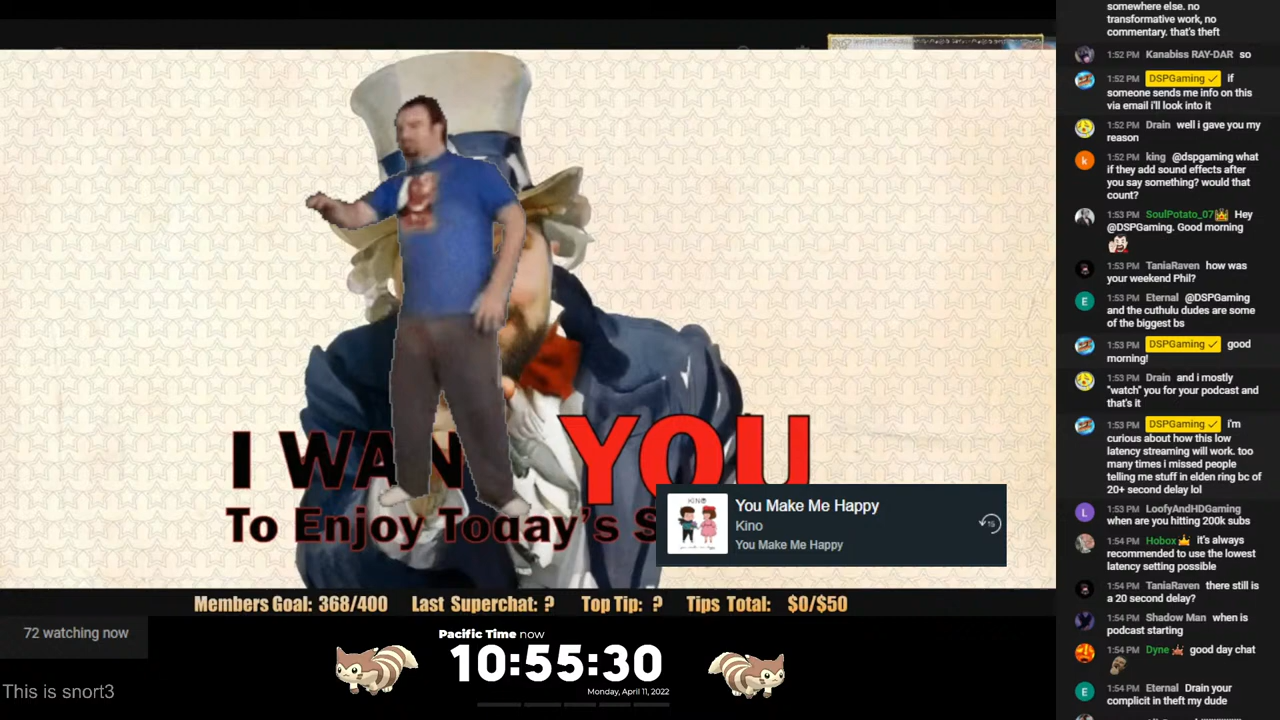 I WAN YOU
To Enjoy Today's S
KINO
You Make Me Happy
Kino
You Make Me Happy
15
Members Goal: 368/400 Last Superchat: ? Top Tip: ? Tips Total: $0/$50
72 watching now
Pacific Time now
10:55:30
Monday, April 11, 2022
This is snort3
somewhere else. no
transformative work, no
commentary. that's theft
1:52 PM Kanabiss RAY-DAR so
1:52 PM DSPGaming ✓ if
someone sends me info on this
via email i'll look into it
1:52 PM Drain well i gave you my
reason
1:52 PM king @dspgaming what
if they add sound effects after
you say something? would that
count?
1:53 PM SoulPotato_07 Hey
@DSPGaming. Good morning
1:53 PM TaniaRaven how was
your weekend Phil?
1:53 PM Eternal @DSPGaming
and the cuthulu dudes are some
of the biggest bs
1:53 PM DSPGaming ✓ good
morning!
1:53 PM Drain and i mostly
"watch" you for your podcast and
that's it
1:53 PM DSPGaming ✓ i'm
curious about how this low
latency streaming will work. too
many times i missed people
telling me stuff in elden ring bc of
20+ second delay lol
1:53 PM LoofyAndHDGaming
when are you hitting 200k subs
1:54 PM Hobox it's always
recommended to use the lowest
latency setting possible
1:54 PM TaniaRaven there still is
a 20 second delay?
1:54 PM Shadow Man when is
podcast starting
1:54 PM Dyne good day chat
1:54 PM Eternal Drain your
complicit in theft my dude